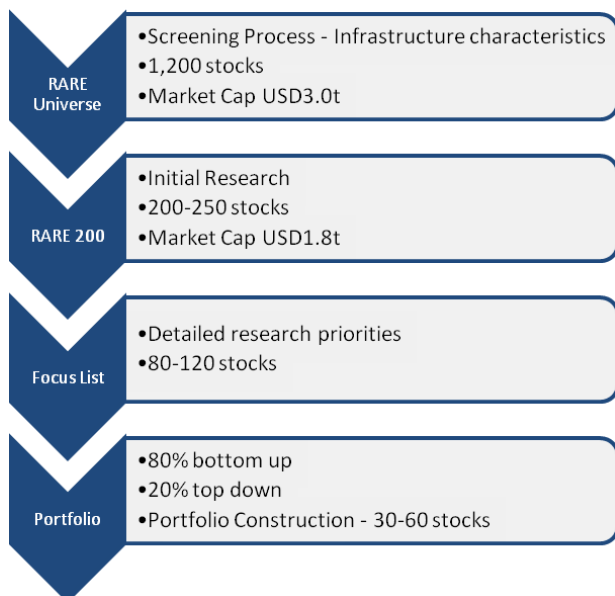 RARE
Universe
•Screening Process - Infrastructure characteristics
•1,200 stocks
•Market Cap USD3.0t
RARE 200
•Initial Research
•200-250 stocks
•Market Cap USD1.8t
Focus List
•Detailed research priorities
•80-120 stocks
Portfolio
•80% bottom up
•20% top down
•Portfolio Construction - 30-60 stocks